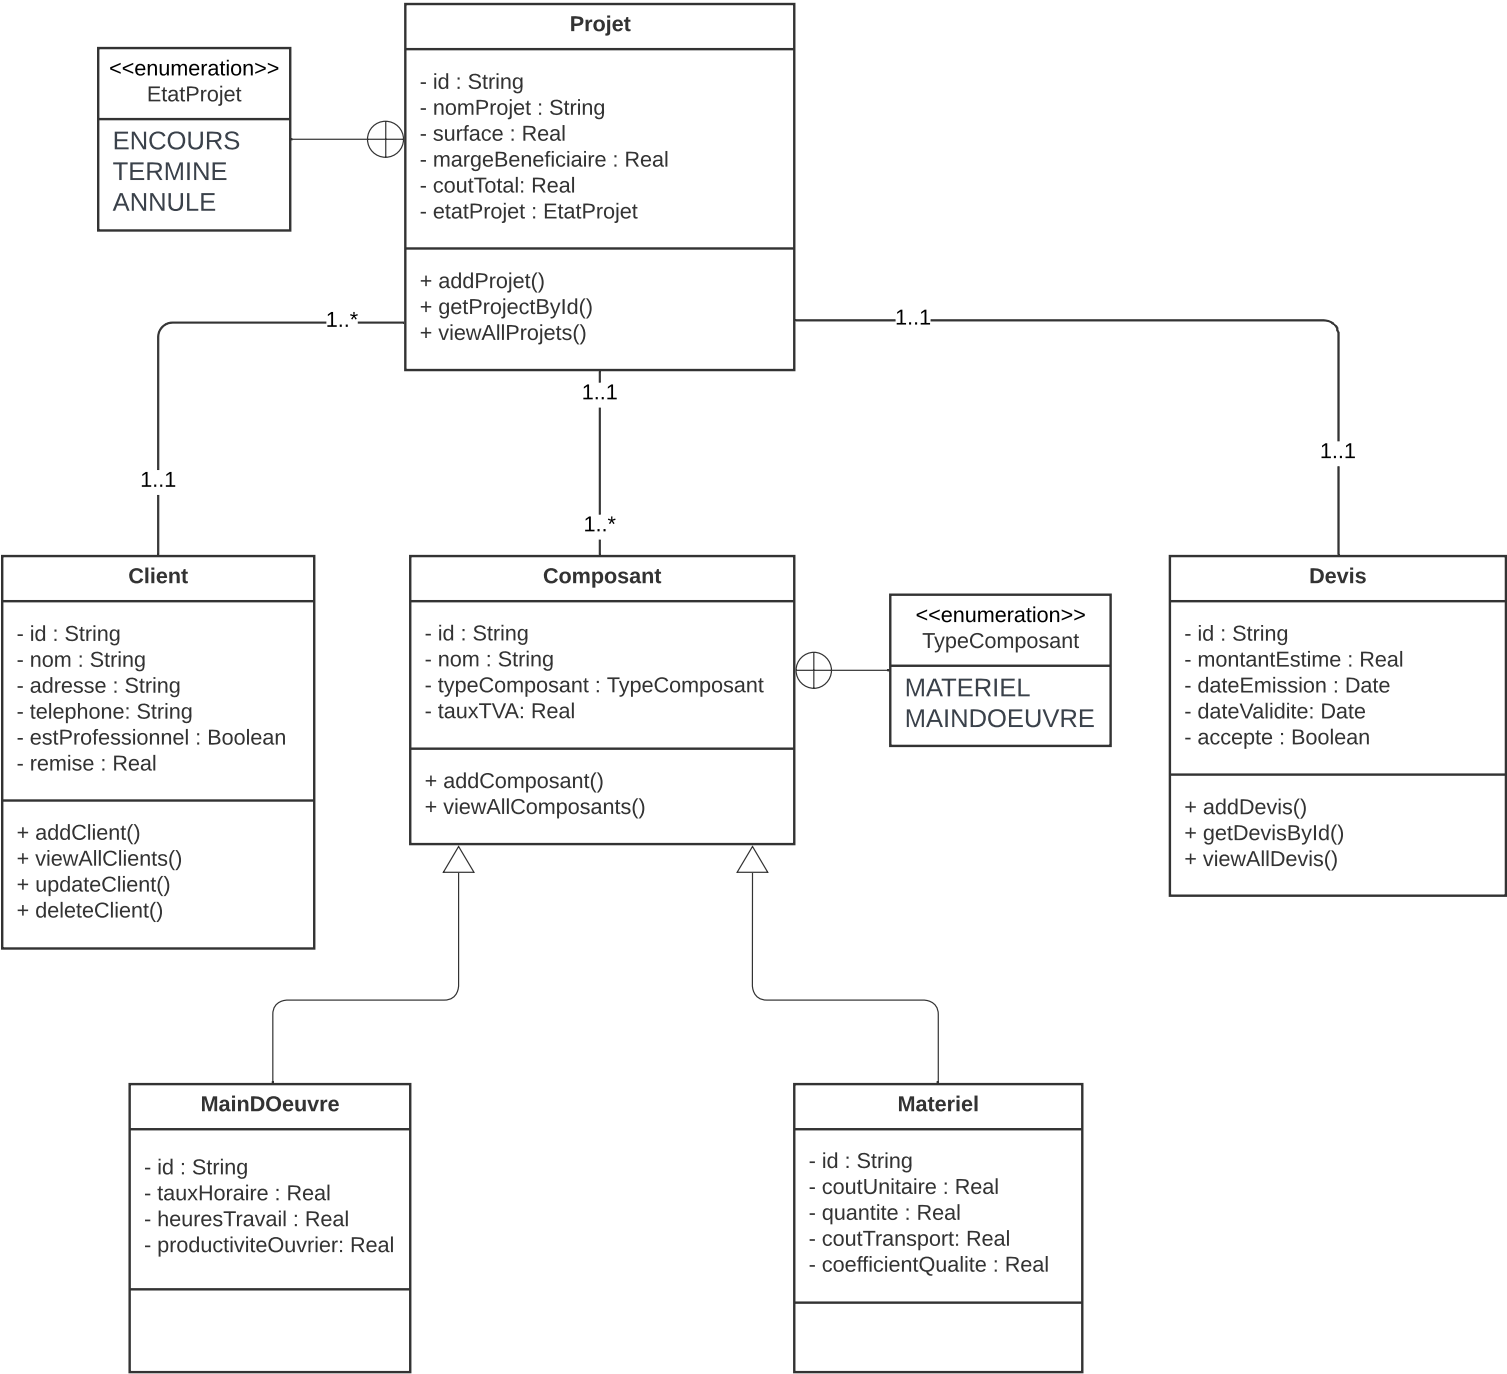 Projet
- id : String
- nomProjet : String
- surface : Real
- margeBeneficiaire : Real
- coutTotal: Real
- etatProjet : EtatProjet
+ addProjet()
+ getProjectById()
+ viewAllProjets()
<<enumeration>>
EtatProjet
ENCOURS
TERMINE
ANNULE
1..*
1..1
1..1
1..*
1..1
1..1
Client
- id : String
- nom : String
- adresse : String
- telephone: String
- estProfessionnel : Boolean
- remise : Real
+ addClient()
+ viewAllClients()
+ updateClient()
+ deleteClient()
Composant
- id : String
- nom : String
- typeComposant : TypeComposant
- tauxTVA: Real
+ addComposant()
+ viewAllComposants()
<<enumeration>>
TypeComposant
MATERIEL
MAINDOEUVRE
Devis
- id : String
- montantEstime : Real
- dateEmission : Date
- dateValidite: Date
- accepte : Boolean
+ addDevis()
+ getDevisById()
+ viewAllDevis()
MainDOeuvre
- id : String
- tauxHoraire : Real
- heuresTravail : Real
- productiviteOuvrier: Real
Materiel
- id : String
- coutUnitaire : Real
- quantite : Real
- coutTransport: Real
- coefficientQualite : Real